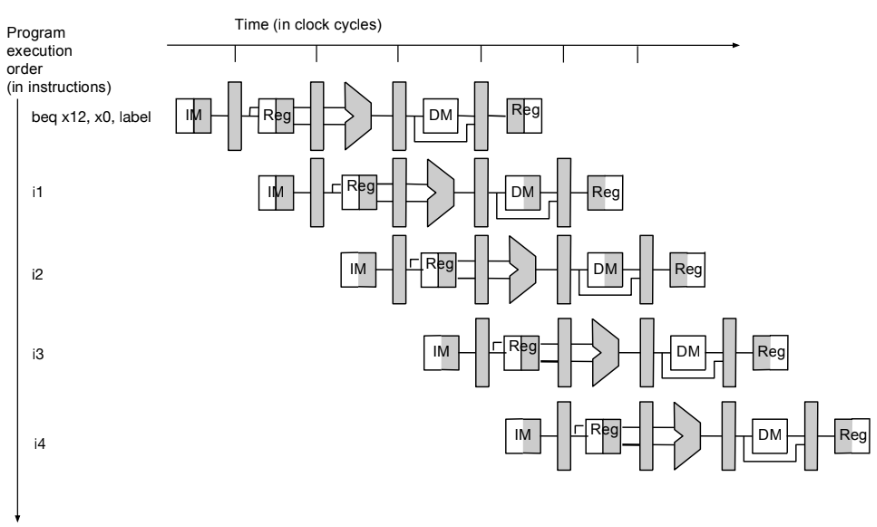 Time (in clock cycles)
Program
execution
order
(in instructions)
beq x12, x0, label
IM
Reg
DM
Reg
i1
IM
Reg
DM
Reg
i2
IM
Reg
DM
Reg
i3
IM
Reg
DM
Reg
i4
IM
Reg
DM
Reg